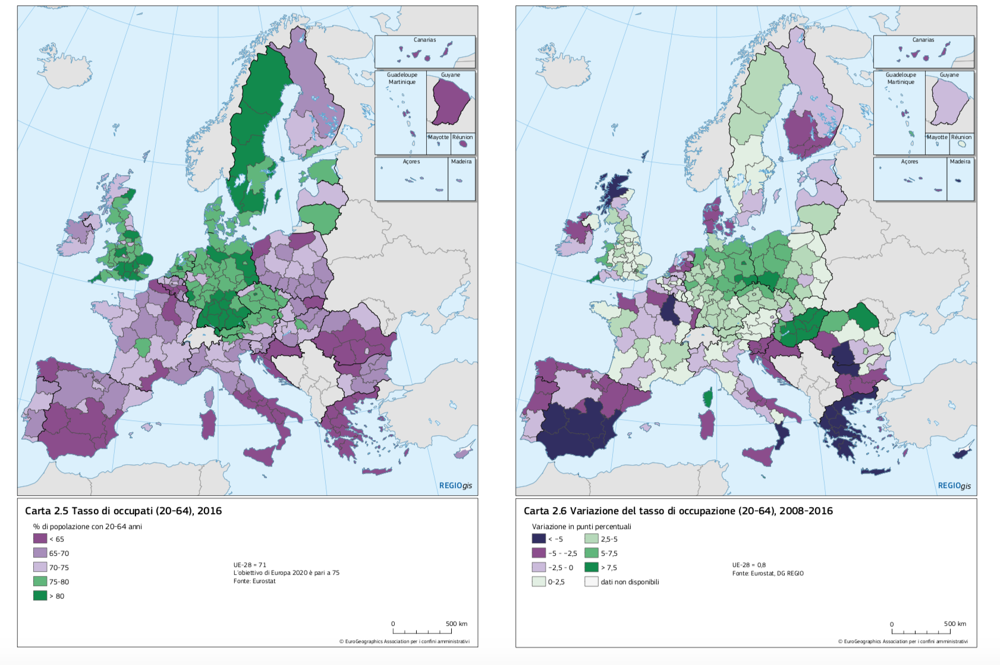 Canarias
Guadeloupe
Martinique
Guyane
Mayotte
Réunion
Açores
Madeira
REGIOgis
Carta 2.5 Tasso di occupati (20-64), 2016
% di popolazione con 20-64 anni
< 65
65-70
70-75
75-80
> 80
UE-28 = 71
L'obiettivo di Europa 2020 è pari a 75
Fonte: Eurostat
0 500 km
© EuroGeographics Association per i confini amministrativi
Canarias
Guadeloupe
Martinique
Guyane
Mayotte
Réunion
Açores
Madeira
REGIOgis
Carta 2.6 Variazione del tasso di occupazione (20-64), 2008-2016
Variazione in punti percentuali
< -5
-5 - -2,5
-2,5 - 0
0-2,5
2,5-5
5-7,5
> 7,5
dati non disponibili
UE-28 = 0,8
Fonte: Eurostat, DG REGIO
0 500 km
© EuroGeographics Association per i confini amministrativi